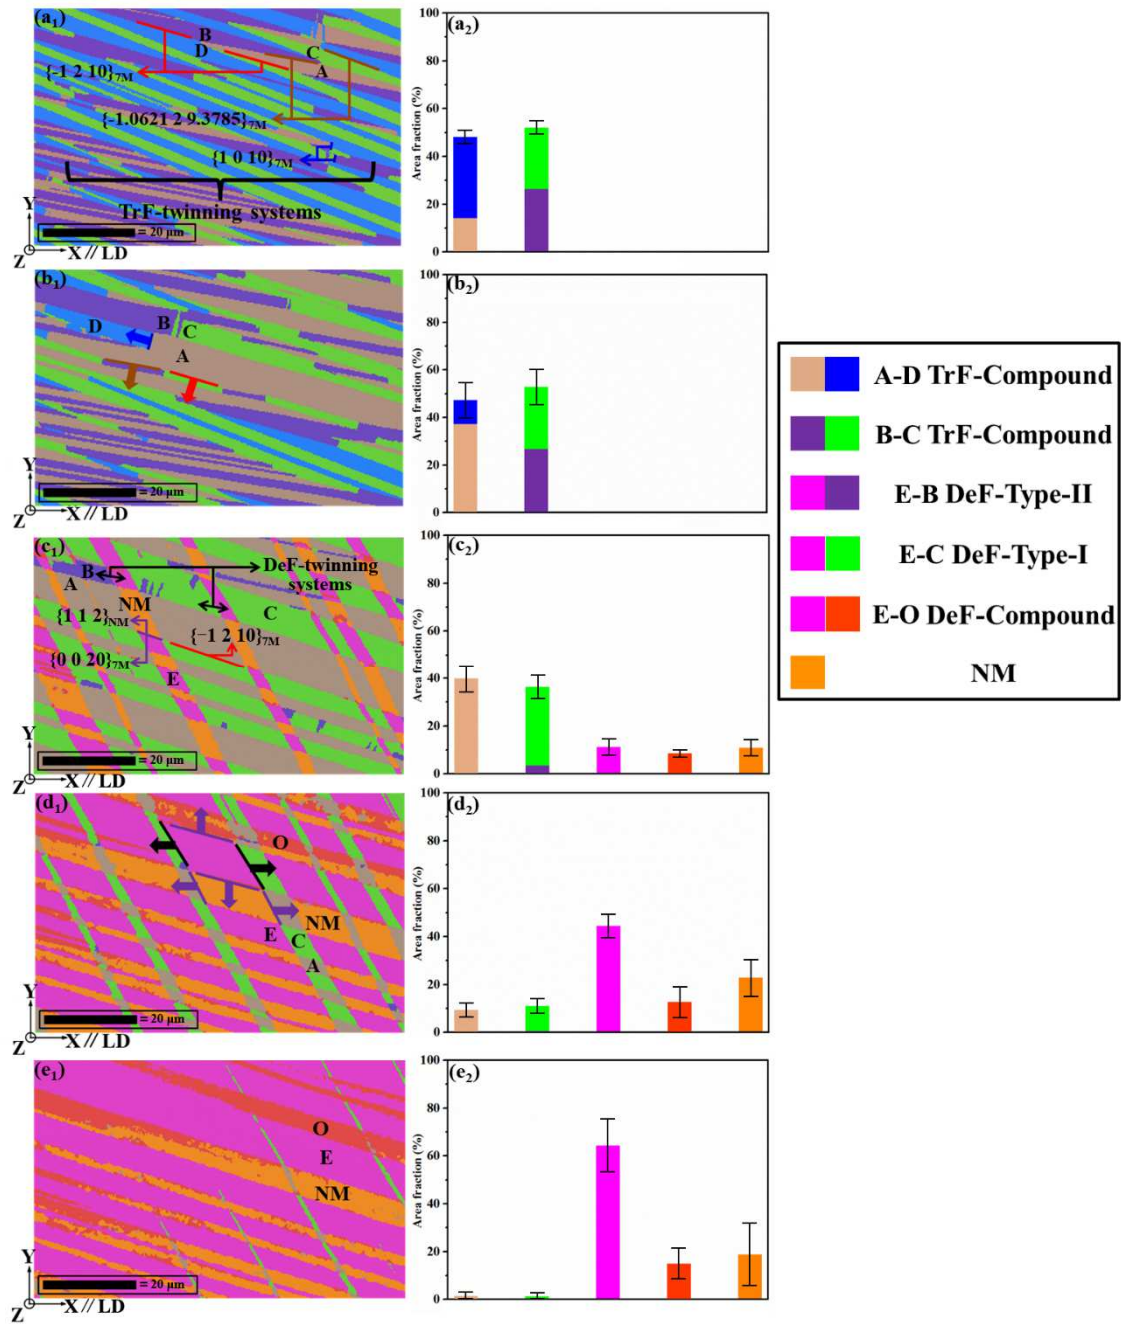 (a1)
B
D
C
A
{-1 2 10}7M
{-1.0621 2 9.3785}7M
{1 0 10}7M
TrF-twinning systems
Y
= 20 μm
Z
X // LD
(a2)
Area fraction (%)
100
80
60
40
20
0
(b1)
D
B
C
A
Y
= 20 μm
Z
X // LD
(b2)
Area fraction (%)
100
80
60
40
20
0
A-D TrF-Compound
B-C TrF-Compound
E-B DeF-Type-II
E-C DeF-Type-I
E-O DeF-Compound
NM
(c1)
B
A
DeF-twinning
systems
NM
C
{1 1 2}NM
{−1 2 10}7M
{0 0 20}7M
E
Y
= 20 μm
Z
X // LD
(c2)
Area fraction (%)
100
80
60
40
20
0
(d1)
O
NM
E
C
A
Y
= 20 μm
Z
X // LD
(d2)
Area fraction (%)
100
80
60
40
20
0
(e1)
O
E
NM
Y
= 20 μm
Z
X // LD
(e2)
Area fraction (%)
100
80
60
40
20
0